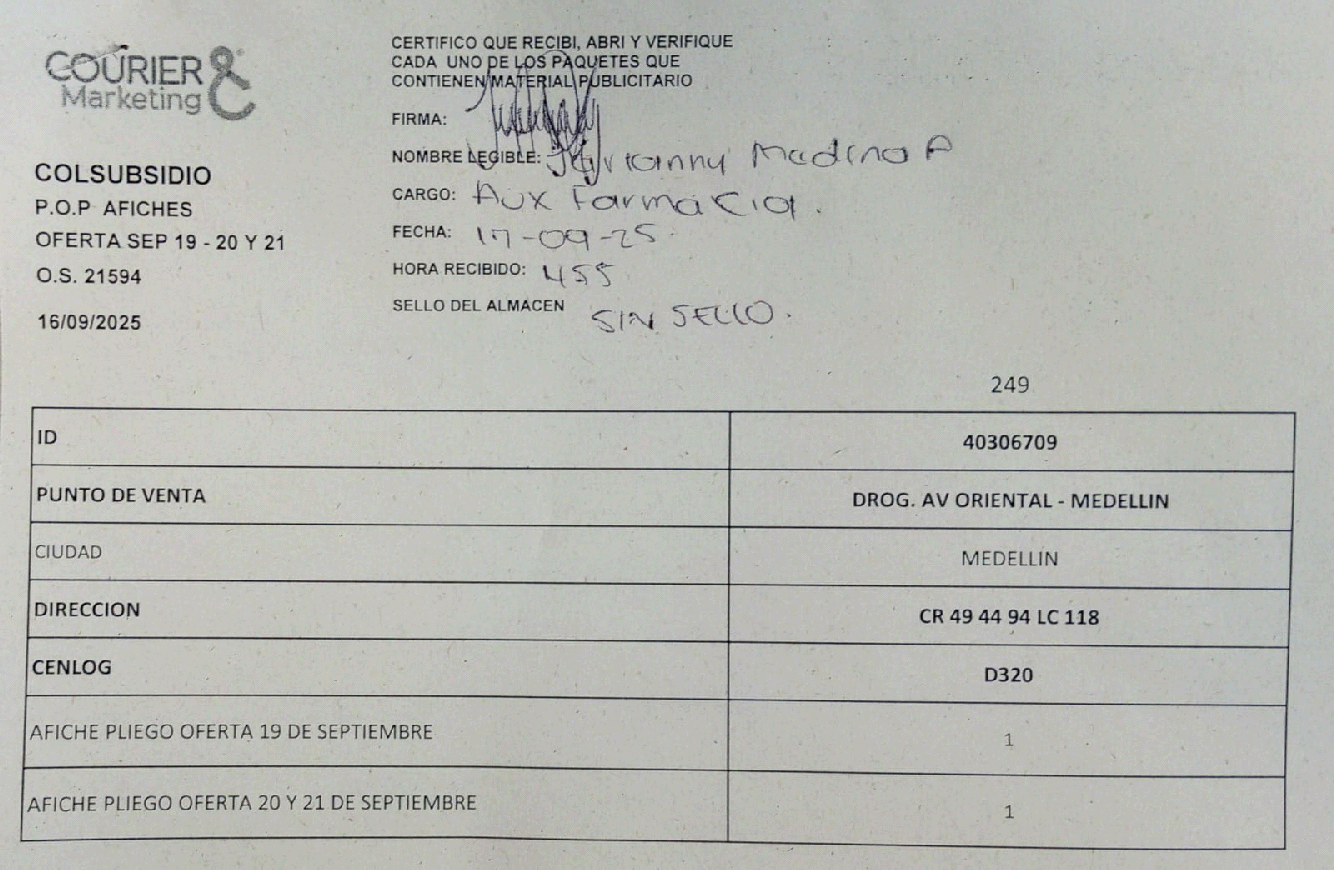 COURIER &
Marketing
COLSUBSIDIO
P.O.P AFICHES
OFERTA SEP 19 - 20 Y 21
O.S. 21594
16/09/2025
CERTIFICO QUE RECIBI, ABRI Y VERIFIQUE
CADA UNO DE LOS PAQUETES QUE
CONTIENEN MATERIAL PUBLICITARIO
FIRMA:
NOMBRE LEGIBLE: Madina A
CARGO: Aux Farmacia.
FECHA: 17-09-25
HORA RECIBIDO: 455
SELLO DEL ALMACEN SIN SELLO.
249
ID 40306709
PUNTO DE VENTA DROG. AV ORIENTAL - MEDELLIN
CIUDAD MEDELLIN
DIRECCION CR 49 44 94 LC 118
CENLOG D320
AFICHE PLIEGO OFERTA 19 DE SEPTIEMBRE 1
AFICHE PLIEGO OFERTA 20 Y 21 DE SEPTIEMBRE 1